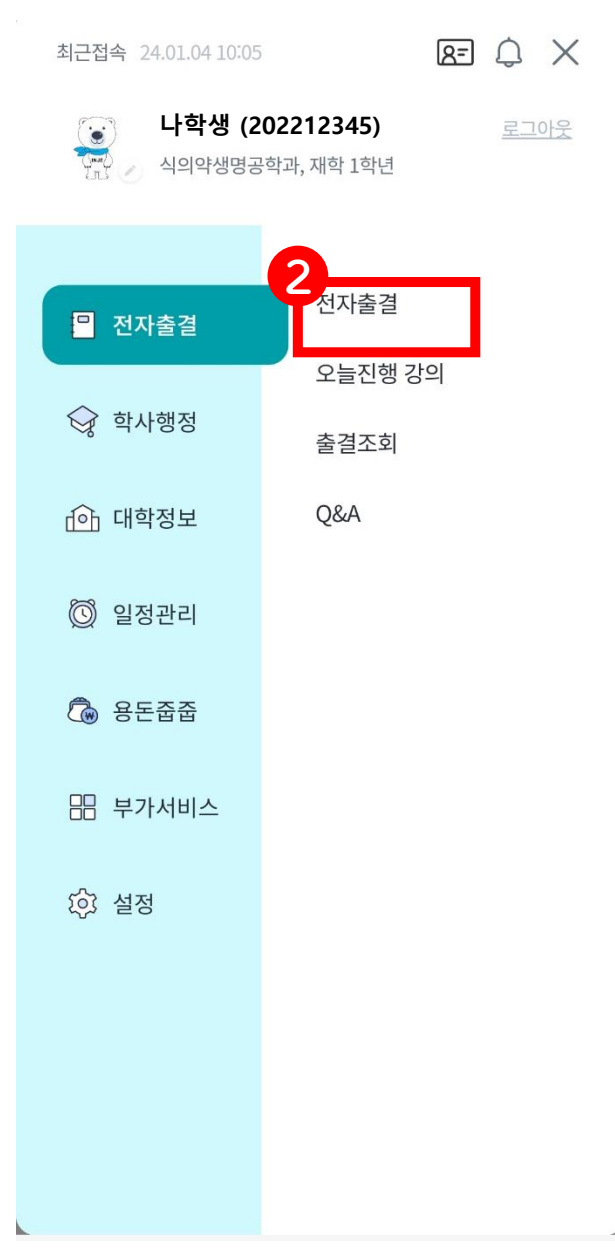 최근접속 24.01.04 10:05
나학생 (202212345)
로그아웃
식의약생명공학과, 재학 1학년
2
전자출결
전자출결
오늘진행 강의
학사행정
출결조회
대학정보
Q&A
일정관리
용돈줍줍
부가서비스
설정